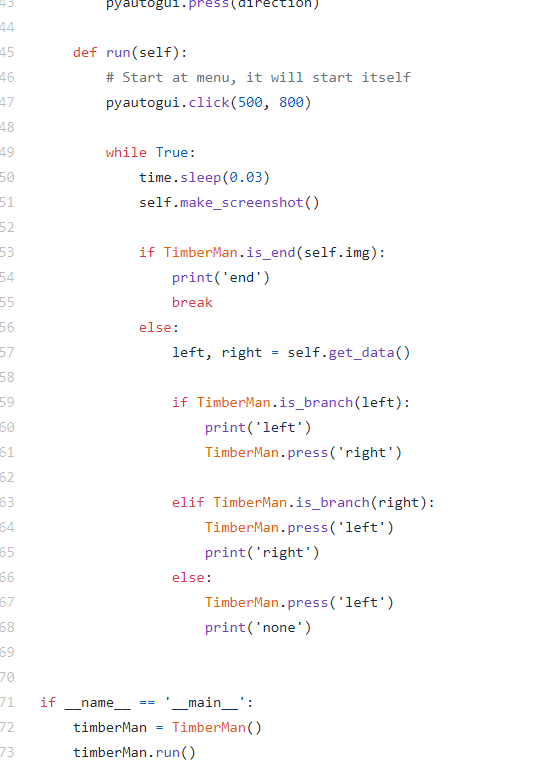 43 pyautogui.press(direction)
44
45 def run(self):
46 # Start at menu, it will start itself
47 pyautogui.click(500, 800)
48
49 while True:
50 time.sleep(0.03)
51 self.make_screenshot()
52
53 if TimberMan.is_end(self.img):
54 print('end')
55 break
56 else:
57 left, right = self.get_data()
58
59 if TimberMan.is_branch(left):
60 print('left')
61 TimberMan.press('right')
62
63 elif TimberMan.is_branch(right):
64 TimberMan.press('left')
65 print('right')
66 else:
67 TimberMan.press('left')
68 print('none')
69
70
71 if __name__ == '__main__':
72 timberMan = TimberMan()
73 timberMan.run()